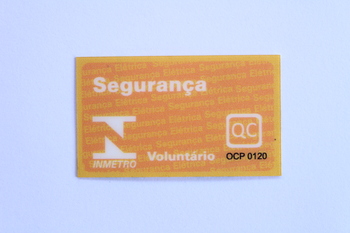 Segurança
INMETRO
Voluntário
QC
OCP 0120